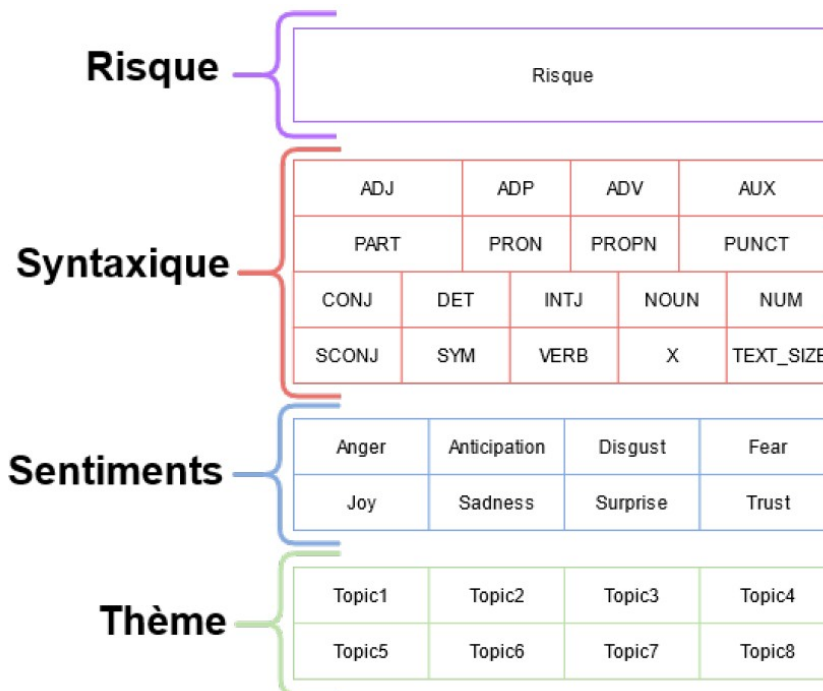 Risque
Risque
Syntaxique
ADJ ADP ADV AUX
PART PRON PROPN PUNCT
CONJ DET INTJ NOUN NUM
SCONJ SYM VERB X TEXT_SIZE
Sentiments
Anger Anticipation Disgust Fear
Joy Sadness Surprise Trust
Thème
Topic1 Topic2 Topic3 Topic4
Topic5 Topic6 Topic7 Topic8